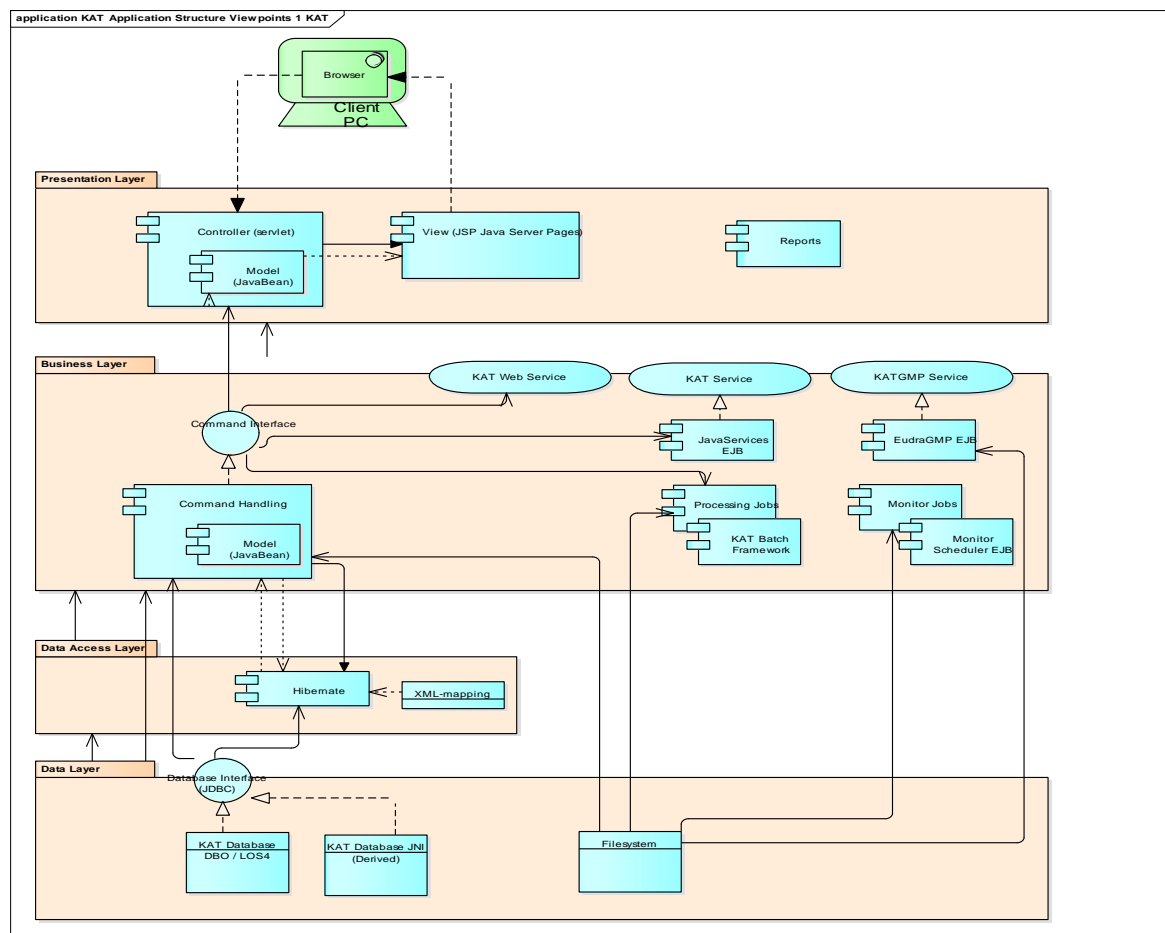 application KAT Application Structure Viewpoints 1 KAT
Browser
Client
PC
Presentation Layer
Controller (servlet)
View (JSP Java Server Pages)
Reports
Model
(JavaBean)
Business Layer
KAT Web Service
KAT Service
KATGMP Service
Command Interface
JavaServices
EJB
EudraGMP EJB
Command Handling
Model
(JavaBean)
Processing Jobs
KAT Batch
Framework
Monitor Jobs
Monitor
Scheduler EJB
Data Access Layer
Hibernate
XML-mapping
Data Layer
Database Interface
(JDBC)
KAT Database
DBO / LOS4
KAT Database JNI
(Derived)
Filesystem